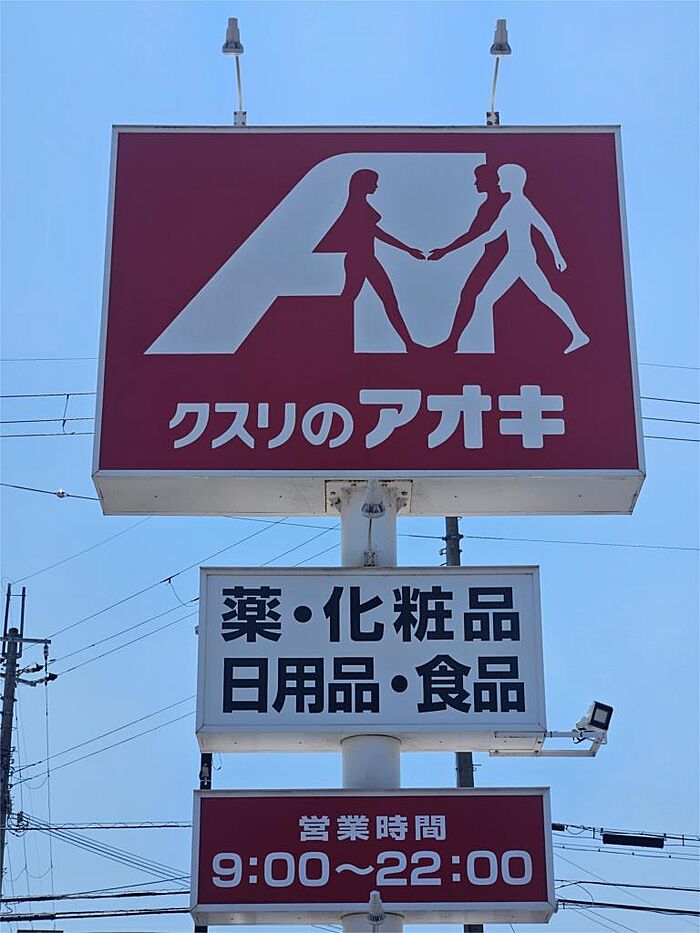 クスリのアオキ
薬・化粧品
日用品・食品
営業時間
9:00〜22:00